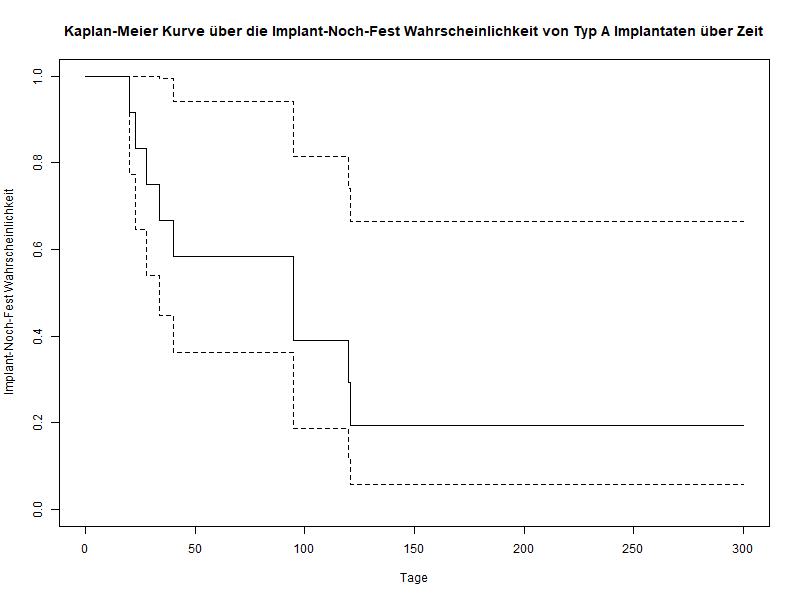 Kaplan-Meier Kurve über die Implant-Noch-Fest Wahrscheinlichkeit von Typ A Implantaten über Zeit
Implant-Noch-Fest Wahrscheinlichkeit
1.0
0.8
0.6
0.4
0.2
0.0
0 50 100 150 200 250 300
Tage